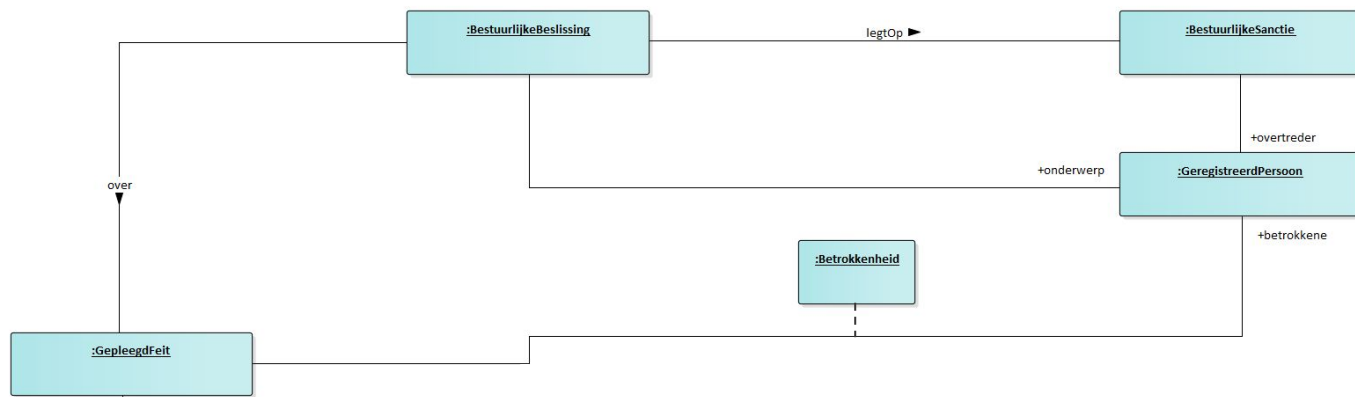 :BestuurlijkeBeslissing
legtOp
:BestuurlijkeSanctie
+overtreder
over
+onderwerp
:GeregistreerdPersoon
+betrokkene
:Betrokkenheid
:GepleegdFeit